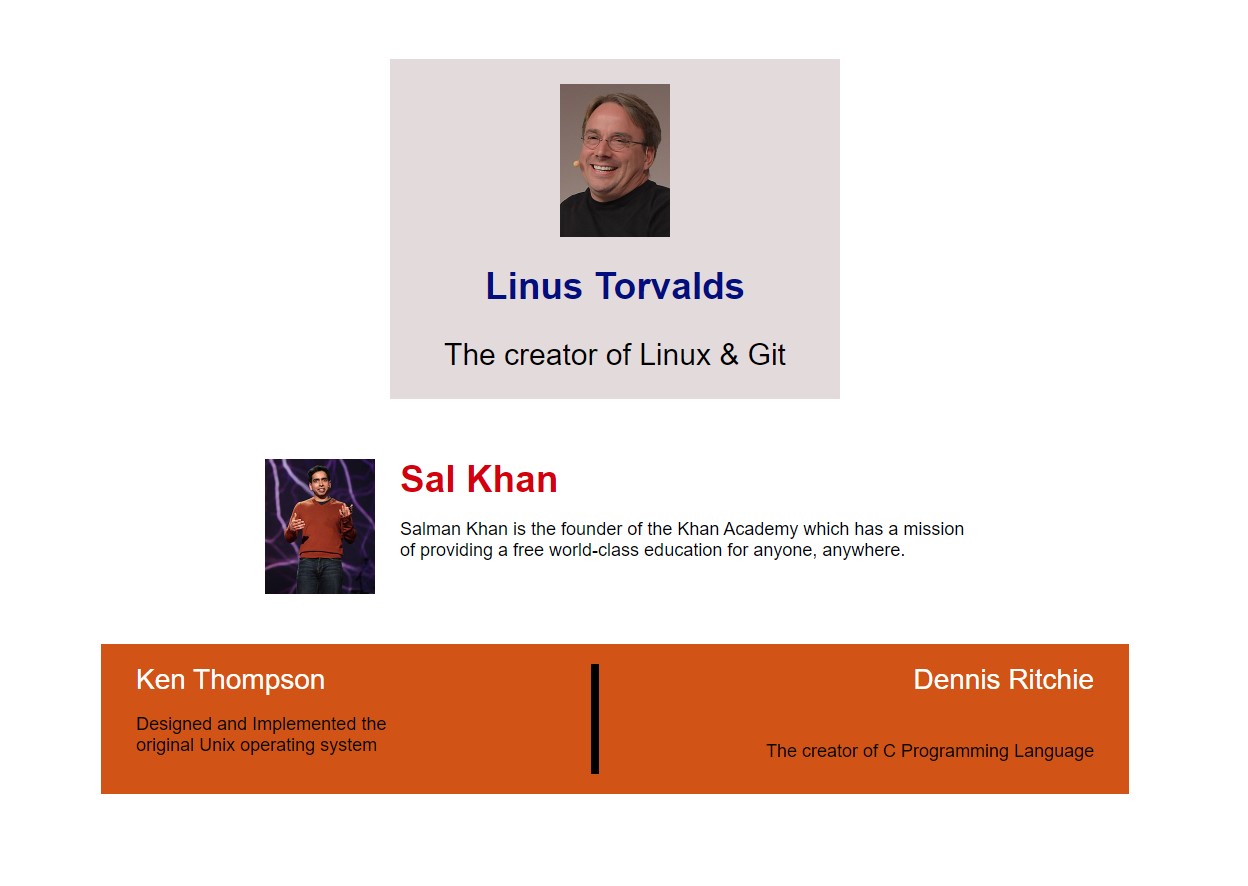 Linus Torvalds
The creator of Linux & Git
Sal Khan
Salman Khan is the founder of the Khan Academy which has a mission
of providing a free world-class education for anyone, anywhere.
Ken Thompson
Designed and Implemented the
original Unix operating system
Dennis Ritchie
The creator of C Programming Language